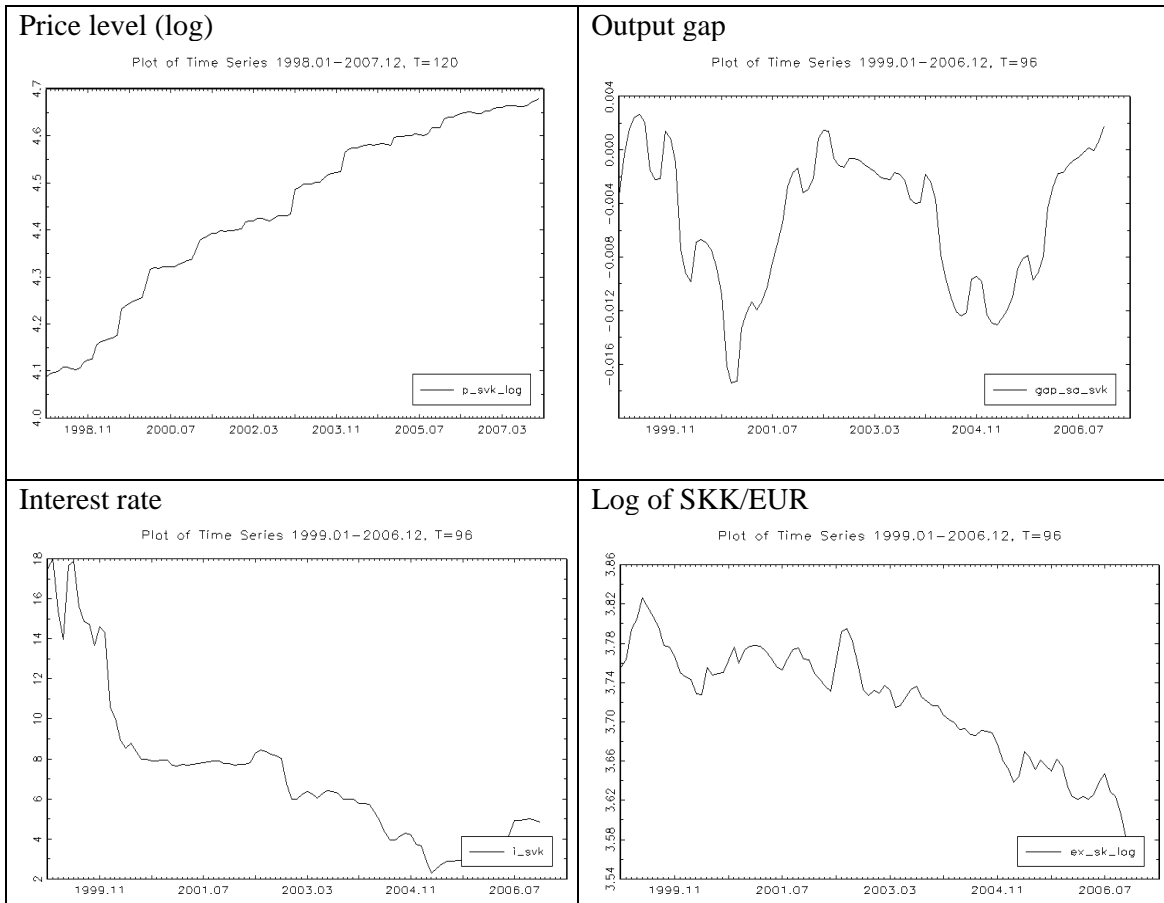 Price level (log)
Plot of Time Series 1998.01−2007.12, T=120
4.7
4.6
4.5
4.4
4.3
4.2
4.1
4.0
p_svk_log
1998.11 2000.07 2002.03 2003.11 2005.07 2007.03
Output gap
Plot of Time Series 1999.01−2006.12, T=96
0.004
0.000
−0.004
−0.008
−0.012
−0.016
gap_sa_svk
1999.11 2001.07 2003.03 2004.11 2006.07
Interest rate
Plot of Time Series 1999.01−2006.12, T=96
18
16
14
12
10
8
6
4
2
i_svk
1999.11 2001.07 2003.03 2004.11 2006.07
Log of SKK/EUR
Plot of Time Series 1999.01−2006.12, T=96
3.86
3.82
3.78
3.74
3.70
3.66
3.62
3.58
3.54
ex_sk_log
1999.11 2001.07 2003.03 2004.11 2006.07